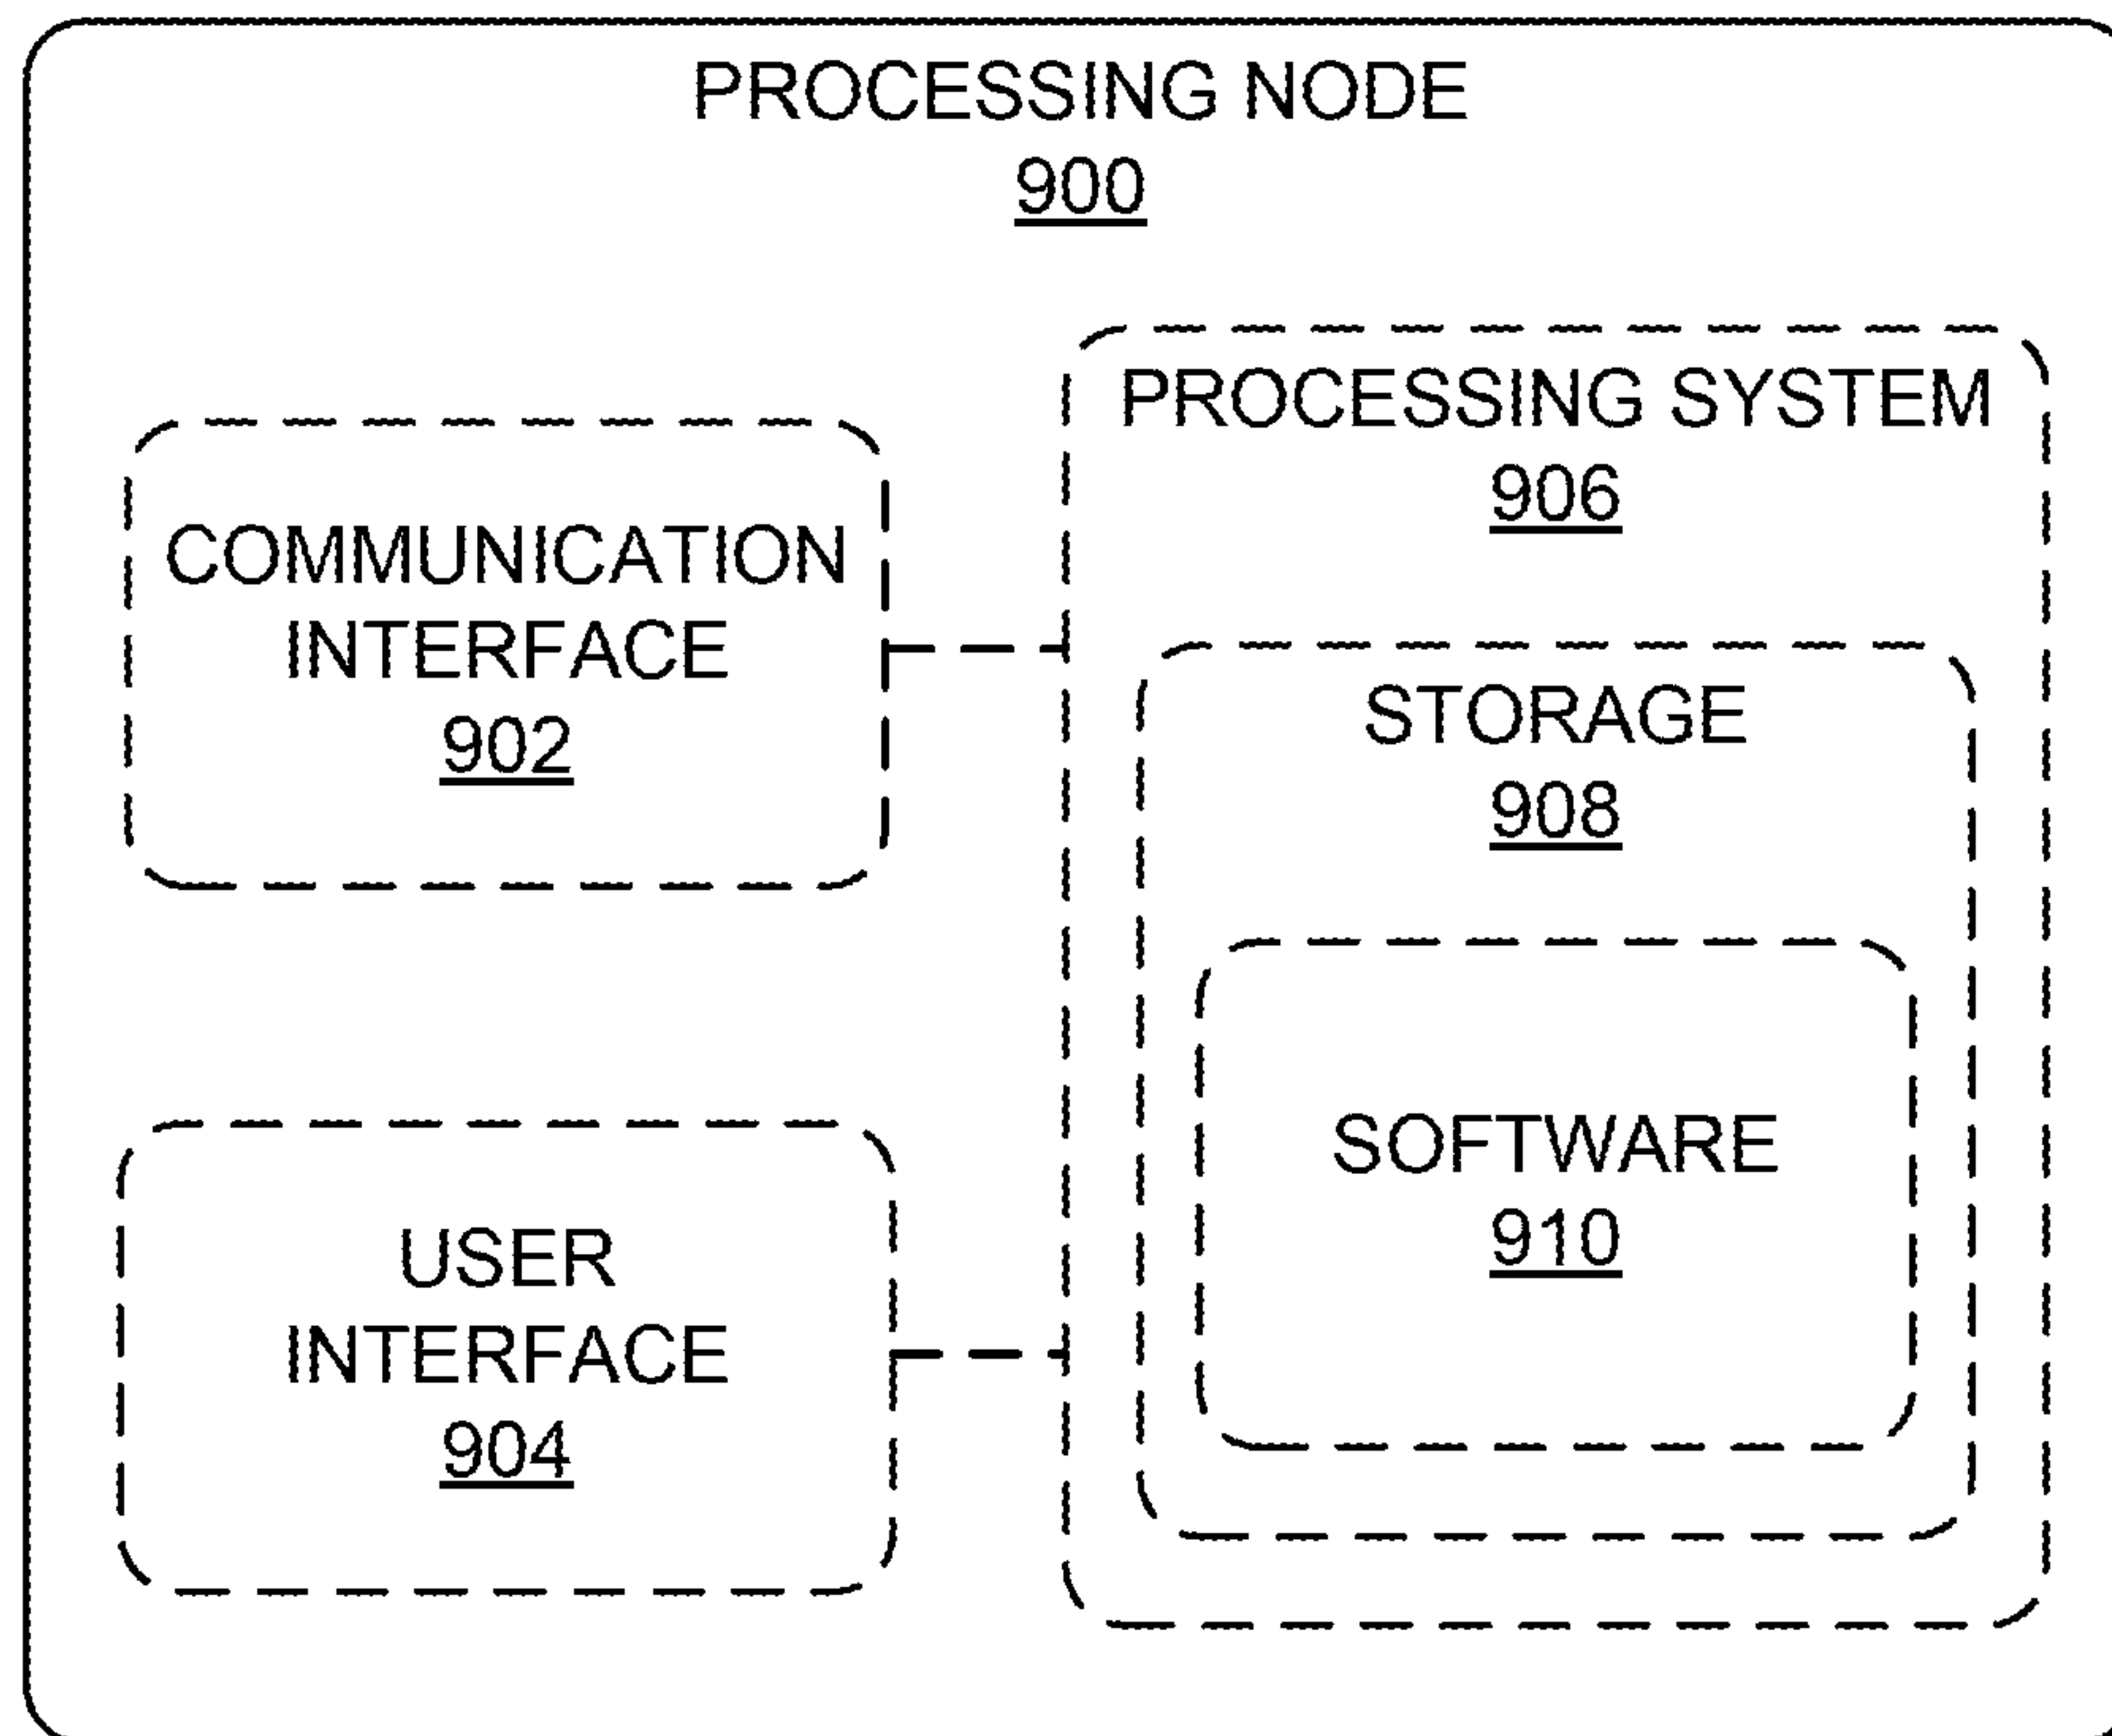 PROCESSING NODE
900
COMMUNICATION
INTERFACE
902
USER
INTERFACE
904
PROCESSING SYSTEM
906
STORAGE
908
SOFTWARE
910